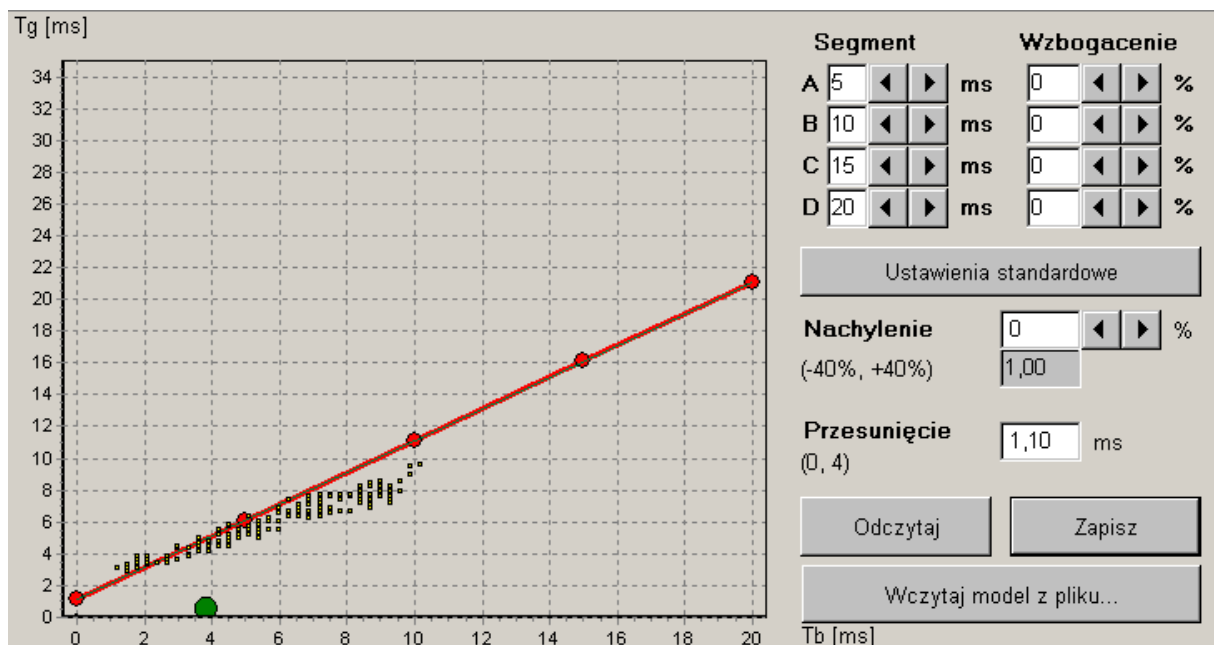 Tg [ms]
34
32
30
28
26
24
22
20
18
16
14
12
10
8
6
4
2
0
0 2 4 6 8 10 12 14 16 18 20
Tb [ms]
Segment Wzbogacenie
A 5 ms 0 %
B 10 ms 0 %
C 15 ms 0 %
D 20 ms 0 %
Ustawienia standardowe
Nachylenie 0 %
(-40%, +40%) 1,00
Przesunięcie 1,10 ms
(0, 4)
Odczytaj Zapisz
Wczytaj model z pliku...